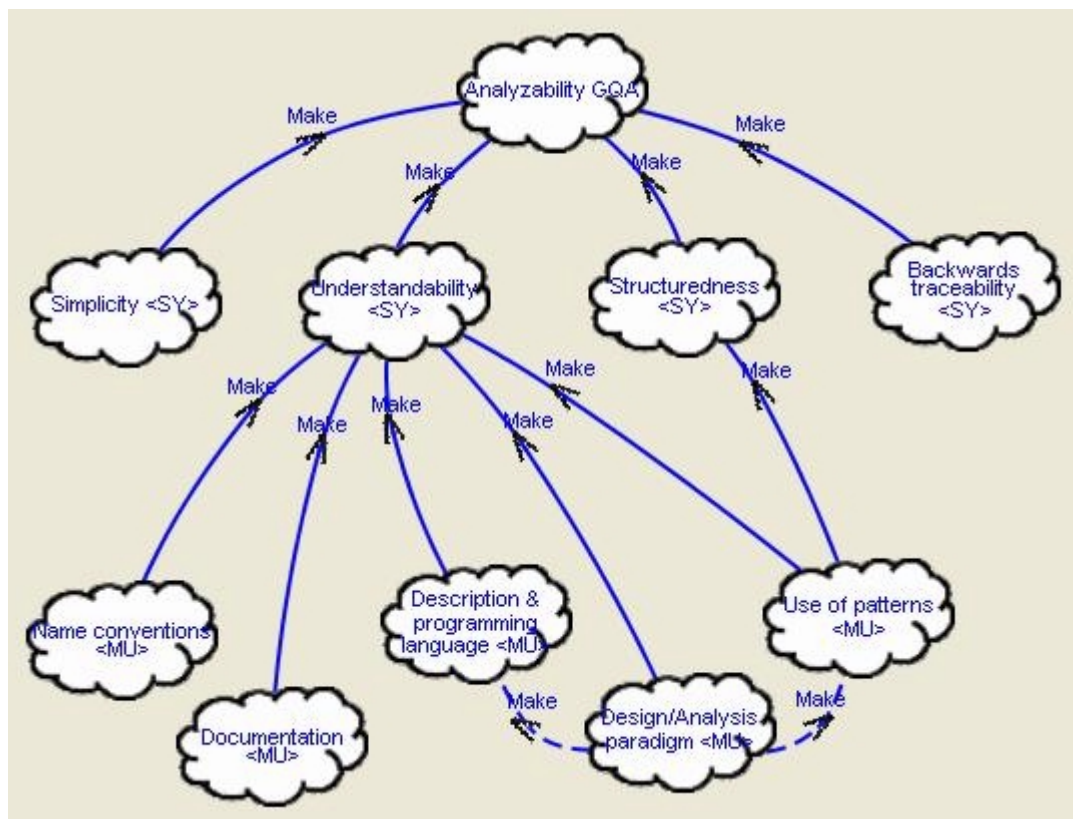 Analyzability GQA
Make
Make
Make
Make
Simplicity <SY>
Understandability
<SY>
Structuredness
<SY>
Backwards
traceability
<SY>
Make
Make
Make
Make
Make
Make
Name conventions
<MU>
Documentation
<MU>
Description &
programming
language <MU>
Use of patterns
<MU>
Make
Design/Analysis
paradigm <MU>
Make